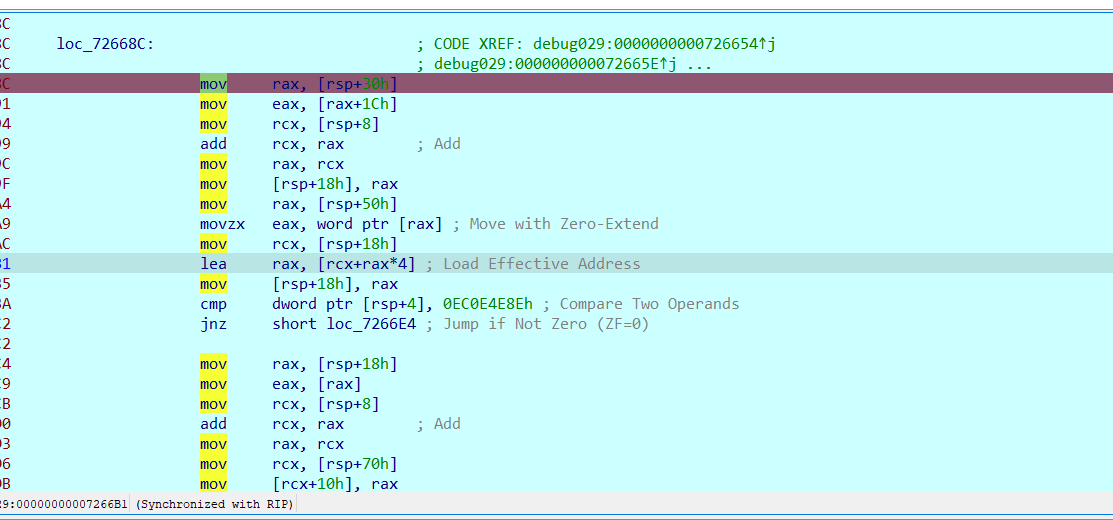 8C
8C loc_72668C: ; CODE XREF: debug029:0000000000726654↑j
8C ; debug029:000000000072665E↑j ...
8C mov rax, [rsp+30h]
91 mov eax, [rax+1Ch]
94 mov rcx, [rsp+8]
99 add rcx, rax ; Add
9C mov rax, rcx
9F mov [rsp+18h], rax
A4 mov rax, [rsp+50h]
A9 movzx eax, word ptr [rax] ; Move with Zero-Extend
AC mov rcx, [rsp+18h]
B1 lea rax, [rcx+rax*4] ; Load Effective Address
B5 mov [rsp+18h], rax
BA cmp dword ptr [rsp+4], 0EC0E4E8Eh ; Compare Two Operands
C2 jnz short loc_7266E4 ; Jump if Not Zero (ZF=0)
C2
C4 mov rax, [rsp+18h]
C9 mov eax, [rax]
CB mov rcx, [rsp+8]
D0 add rcx, rax ; Add
D3 mov rax, rcx
D6 mov rcx, [rsp+70h]
DB mov [rcx+10h], rax
29:00000000007266B1 (Synchronized with RIP)